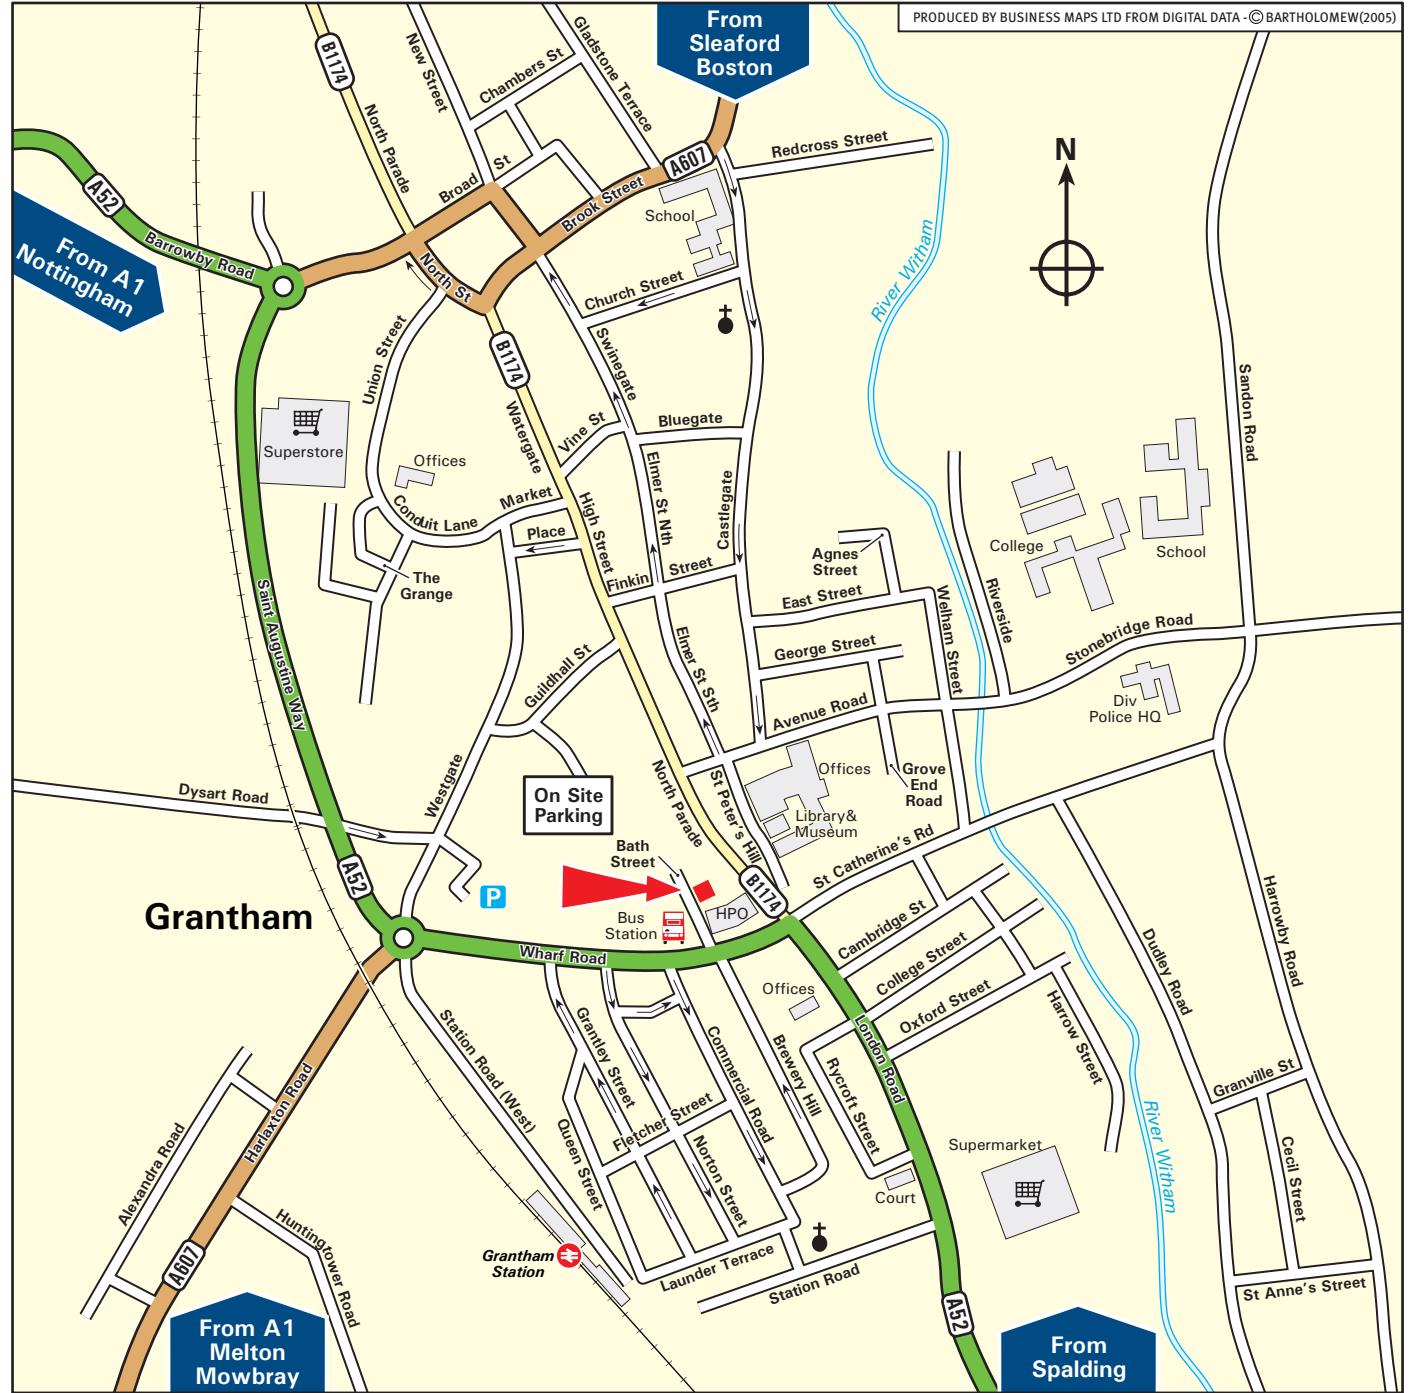 PRODUCED BY BUSINESS MAPS LTD FROM DIGITAL DATA - © BARTHOLOMEW(2005)
From
Sleaford
Boston
B1174
New Street
Gladstone Terrace
Chambers St
North Parade
Broad St
A607
Redcross Street
N
A52
Barrowby Road
From A1
Nottingham
Brook Street
School
North St
Church Street
River Witham
Union Street
B1174
Swinegate
Sandon Road
Superstore
Offices
Watergate
Vine St
Bluegate
Conduit Lane
Market
Place
High Street
Elmer St Nth
Castlegate
Finkin Street
Agnes
Street
College
School
The
Grange
East Street
Welham Street
Riverside
Stonebridge Road
Saint Augustine Way
Guildhall St
Elmer St Sth
George Street
Avenue Road
Div
Police HQ
Westgate
Dysart Road
On Site
Parking
North Parade
St Peter's Hill
Offices
Grove
End
Road
Library&
Museum
Bath
Street
St Catherine's Rd
A52
P
B1174
HPO
Grantham
Bus
Station
Wharf Road
Cambridge St
College Street
Oxford Street
Harrow Street
Dudley Road
Harrowby Road
Offices
London Road
Station Road (West)
Grantley Street
Commercial Road
Brewery Hill
Rycroft Street
Granville St
Harlaxton Road
Alexandra Road
Queen Street
Fletcher Street
Norton Street
Supermarket
Court
River Witham
Cecil Street
Huntingtower Road
Grantham
Station
Launder Terrace
Station Road
St Anne's Street
A607
A52
From A1
Melton
Mowbray
From
Spalding